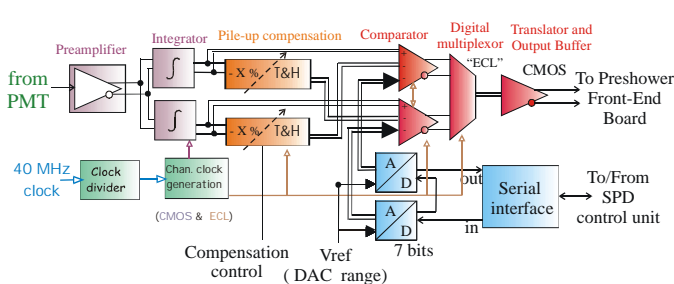 Preamplifier
Integrator
Pile-up compensation
Comparator
Digital
multiplexor
"ECL"
Translator and
Output Buffer
CMOS
from
PMT
∫
- X %
T&H
+
-
∫
- X %
T&H
+
-
To Preshower
Front-End
Board
40 MHz
clock
Clock
divider
Chan. clock
generation
(CMOS & ECL)
A
D
A
D
out
in
Serial
interface
To/From
SPD
control unit
Compensation
control
Vref
( DAC range)
7 bits